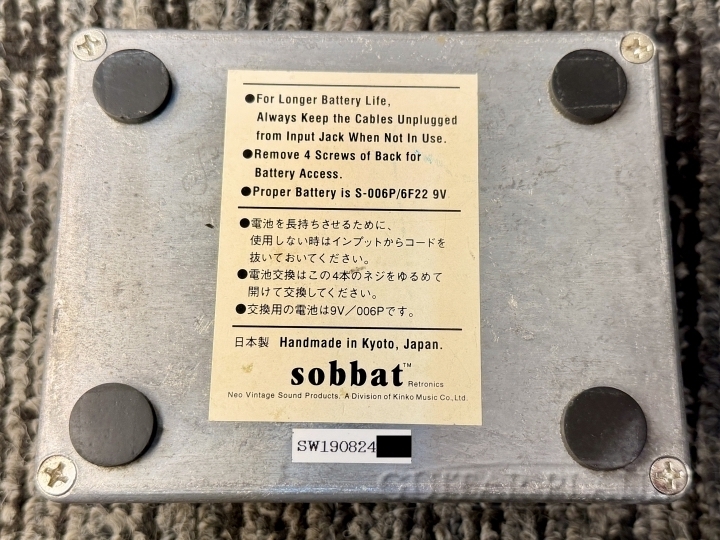 ●For Longer Battery Life,
Always Keep the Cables Unplugged
from Input Jack When Not In Use.
●Remove 4 Screws of Back for
Battery Access.
●Proper Battery is S-006P/6F22 9V
●電池を長持ちさせるために、
使用しない時はインプットからコードを
抜いておいてください。
●電池交換はこの4本のネジをゆるめて
開けて交換してください。
●交換用の電池は9V/006Pです。
日本製 Handmade in Kyoto, Japan.
sobbat™ Retronics
Neo Vintage Sound Products. A Division of Kinko Music Co.,Ltd.
SW190824